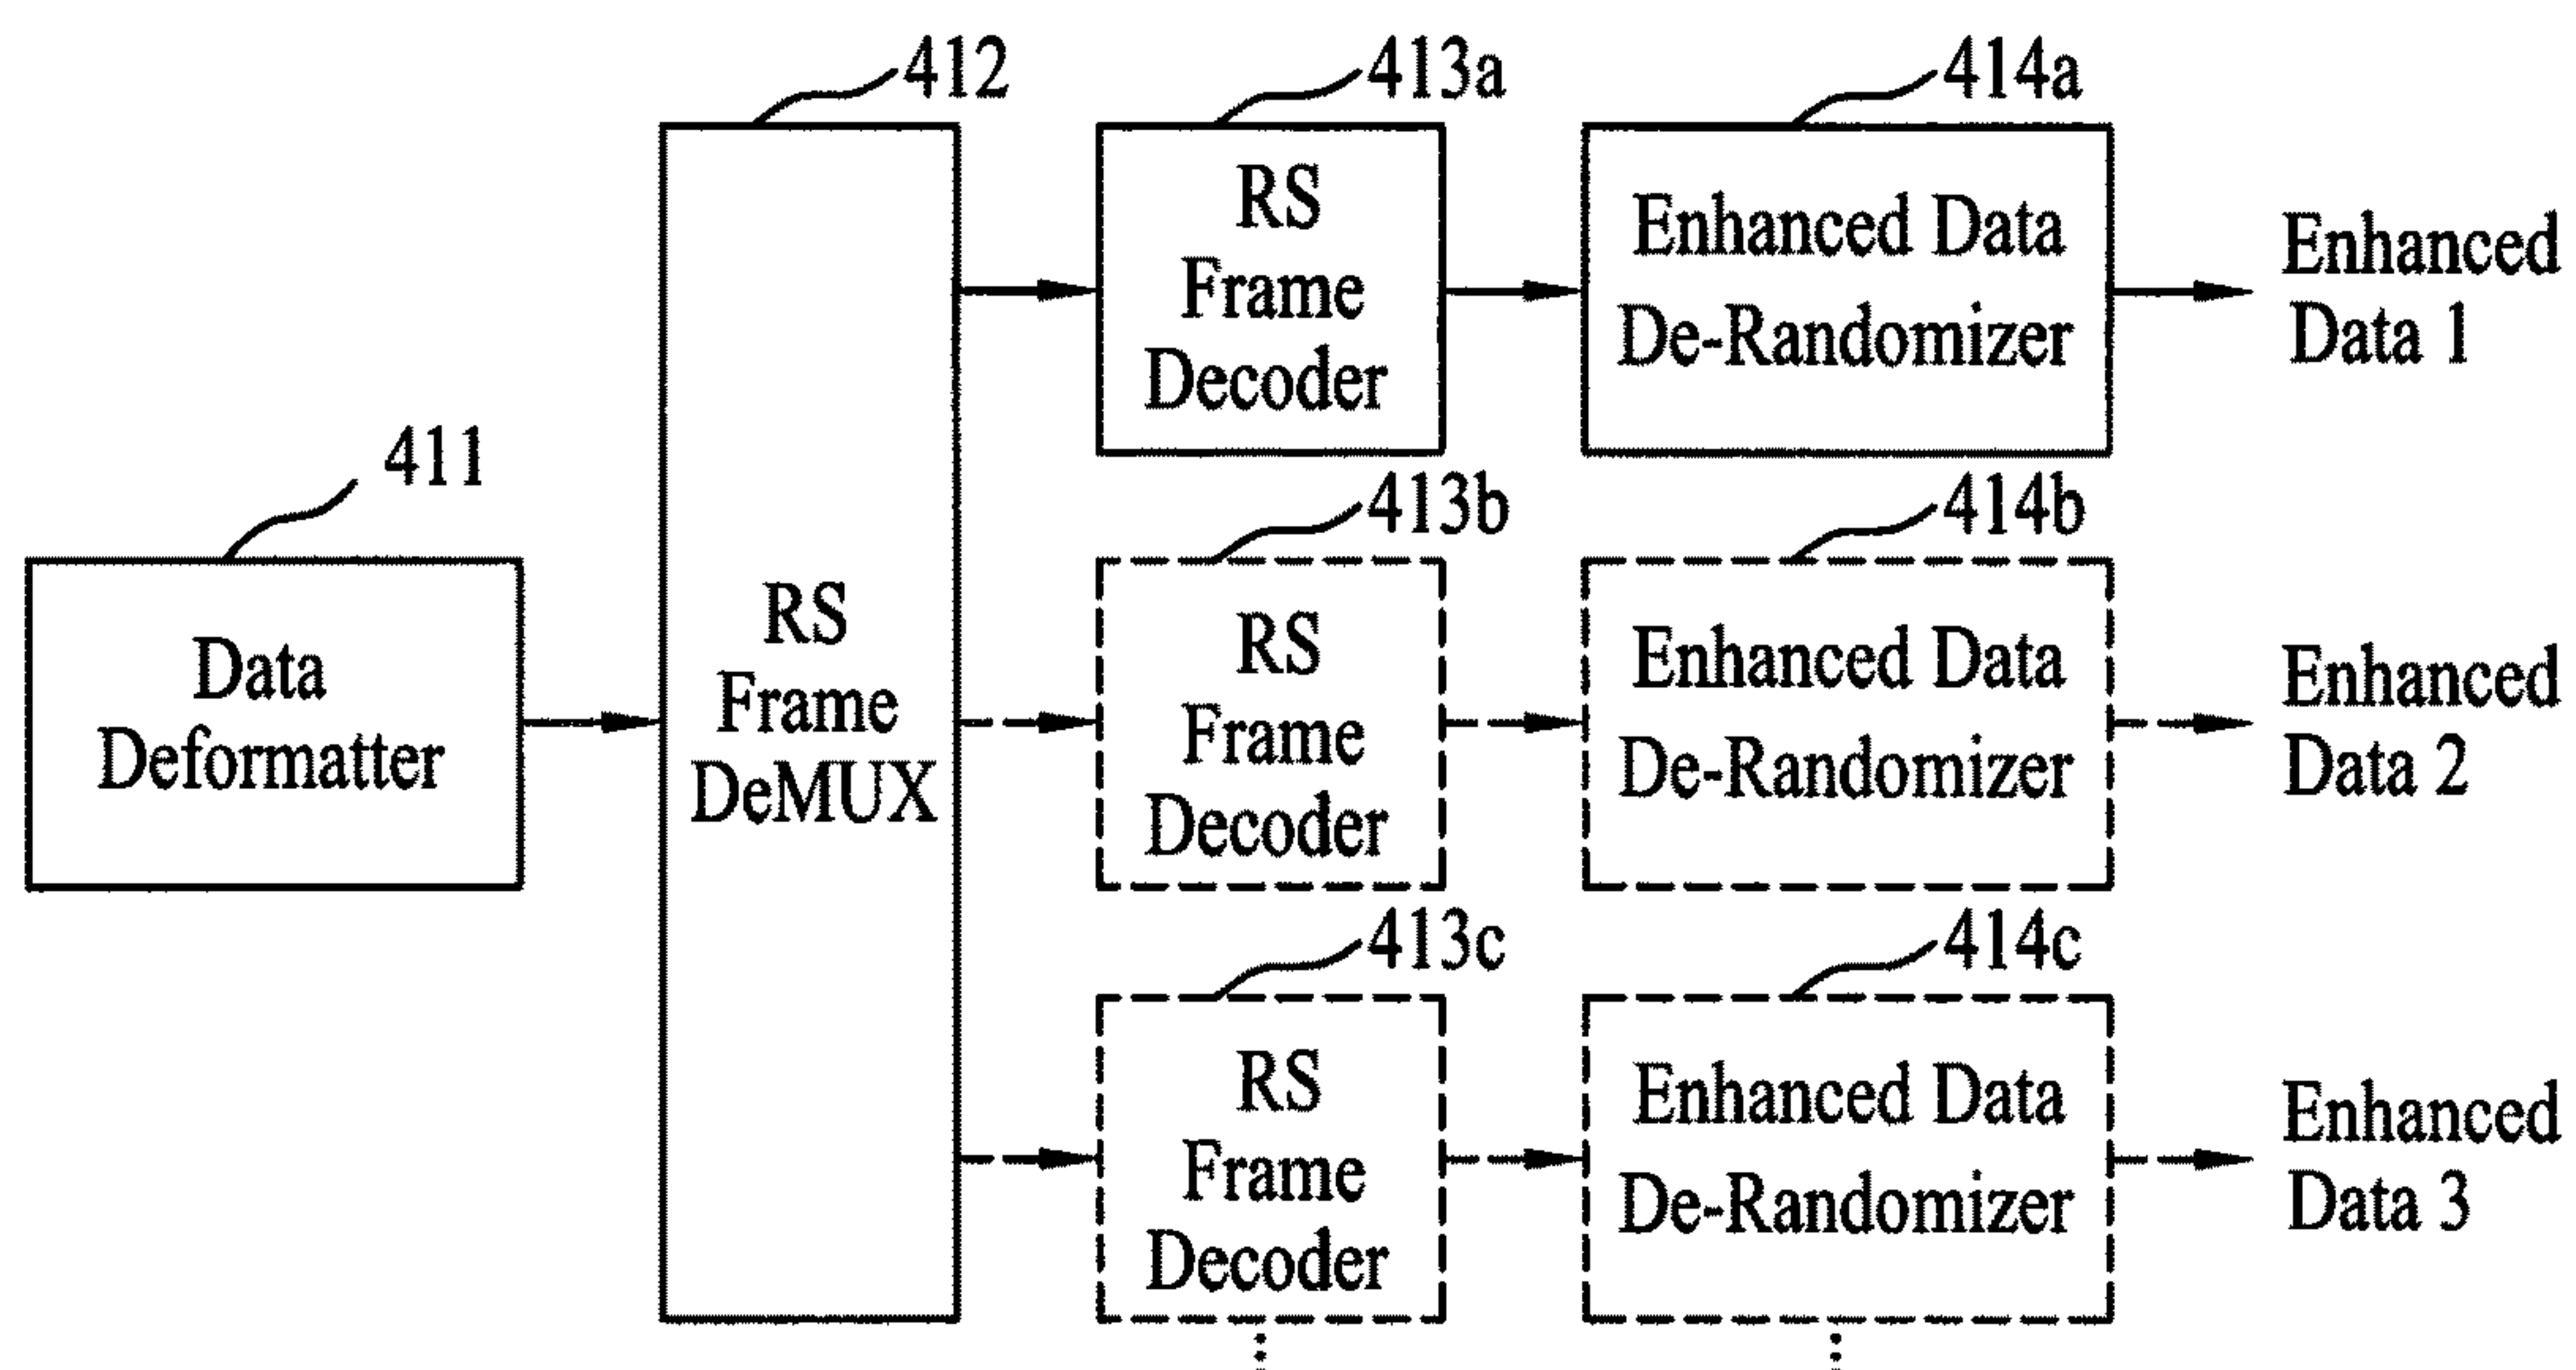 412
413a
414a
RS
Frame
Decoder
Enhanced Data
De-Randomizer
Enhanced
Data 1
411
Data
Deformatter
RS
Frame
DeMUX
413b
414b
RS
Frame
Decoder
Enhanced Data
De-Randomizer
Enhanced
Data 2
413c
414c
RS
Frame
Decoder
Enhanced Data
De-Randomizer
Enhanced
Data 3